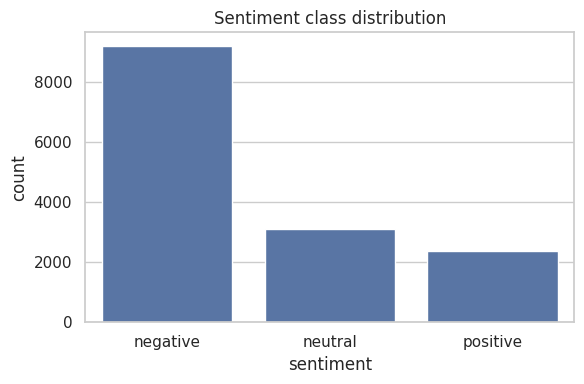 Sentiment class distribution
count
8000
6000
4000
2000
0
negative
neutral
positive
sentiment